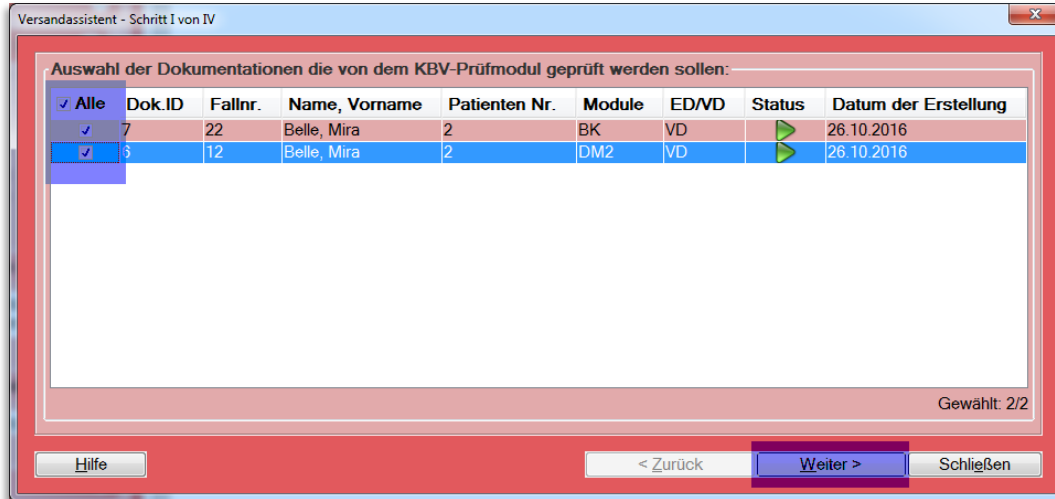 Versandassistent - Schritt I von IV
Auswahl der Dokumentationen die von dem KBV-Prüfmodul geprüft werden sollen:
Alle Dok.ID Fallnr. Name, Vorname Patienten Nr. Module ED/VD Status Datum der Erstellung
7 22 Belle, Mira 2 BK VD 26.10.2016
6 12 Belle, Mira 2 DM2 VD 26.10.2016
Gewählt: 2/2
Hilfe < Zurück Weiter > Schließen